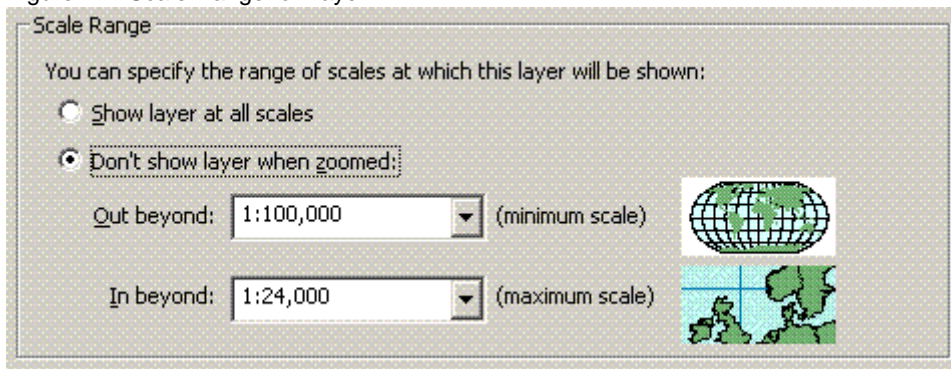 Scale Range
You can specify the range of scales at which this layer will be shown:
Show layer at all scales
Don't show layer when zoomed:
Out beyond: 1:100,000 (minimum scale)
In beyond: 1:24,000 (maximum scale)